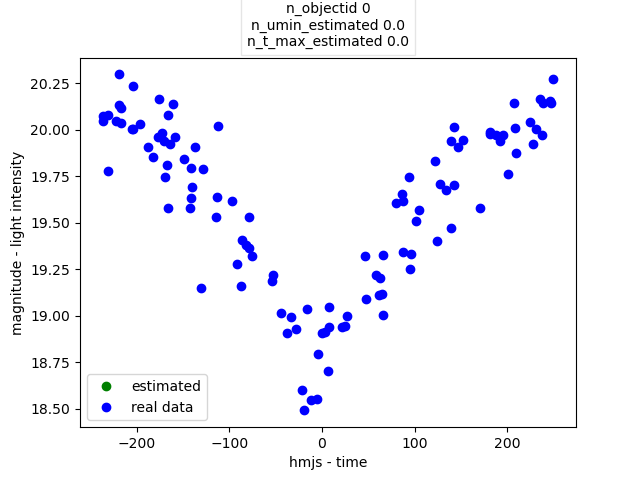 n_objectid 0
n_umin_estimated 0.0
n_t_max_estimated 0.0
20.25
20.00
19.75
19.50
19.25
19.00
18.75
18.50
magnitude - light intensity
estimated
real data
−200
−100
0
100
200
hmjs - time